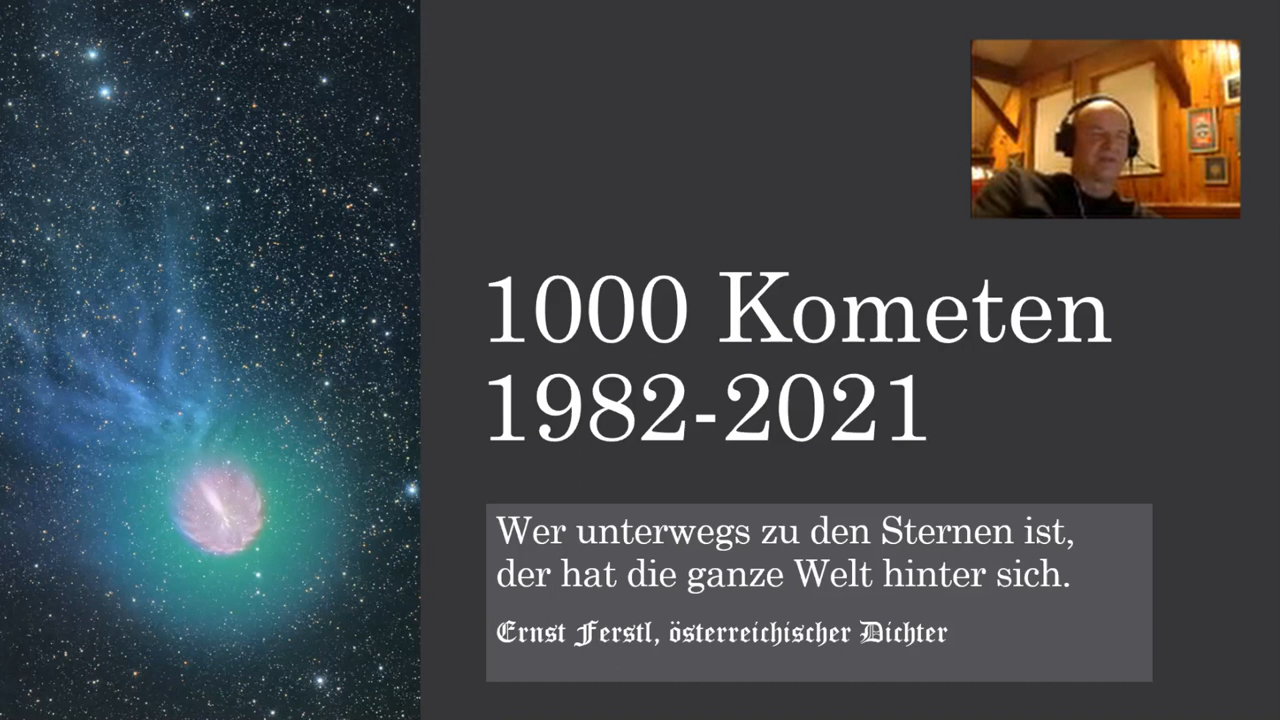 1000 Kometen
1982-2021
Wer unterwegs zu den Sternen ist,
der hat die ganze Welt hinter sich.
Ernst Ferstl, österreichischer Dichter